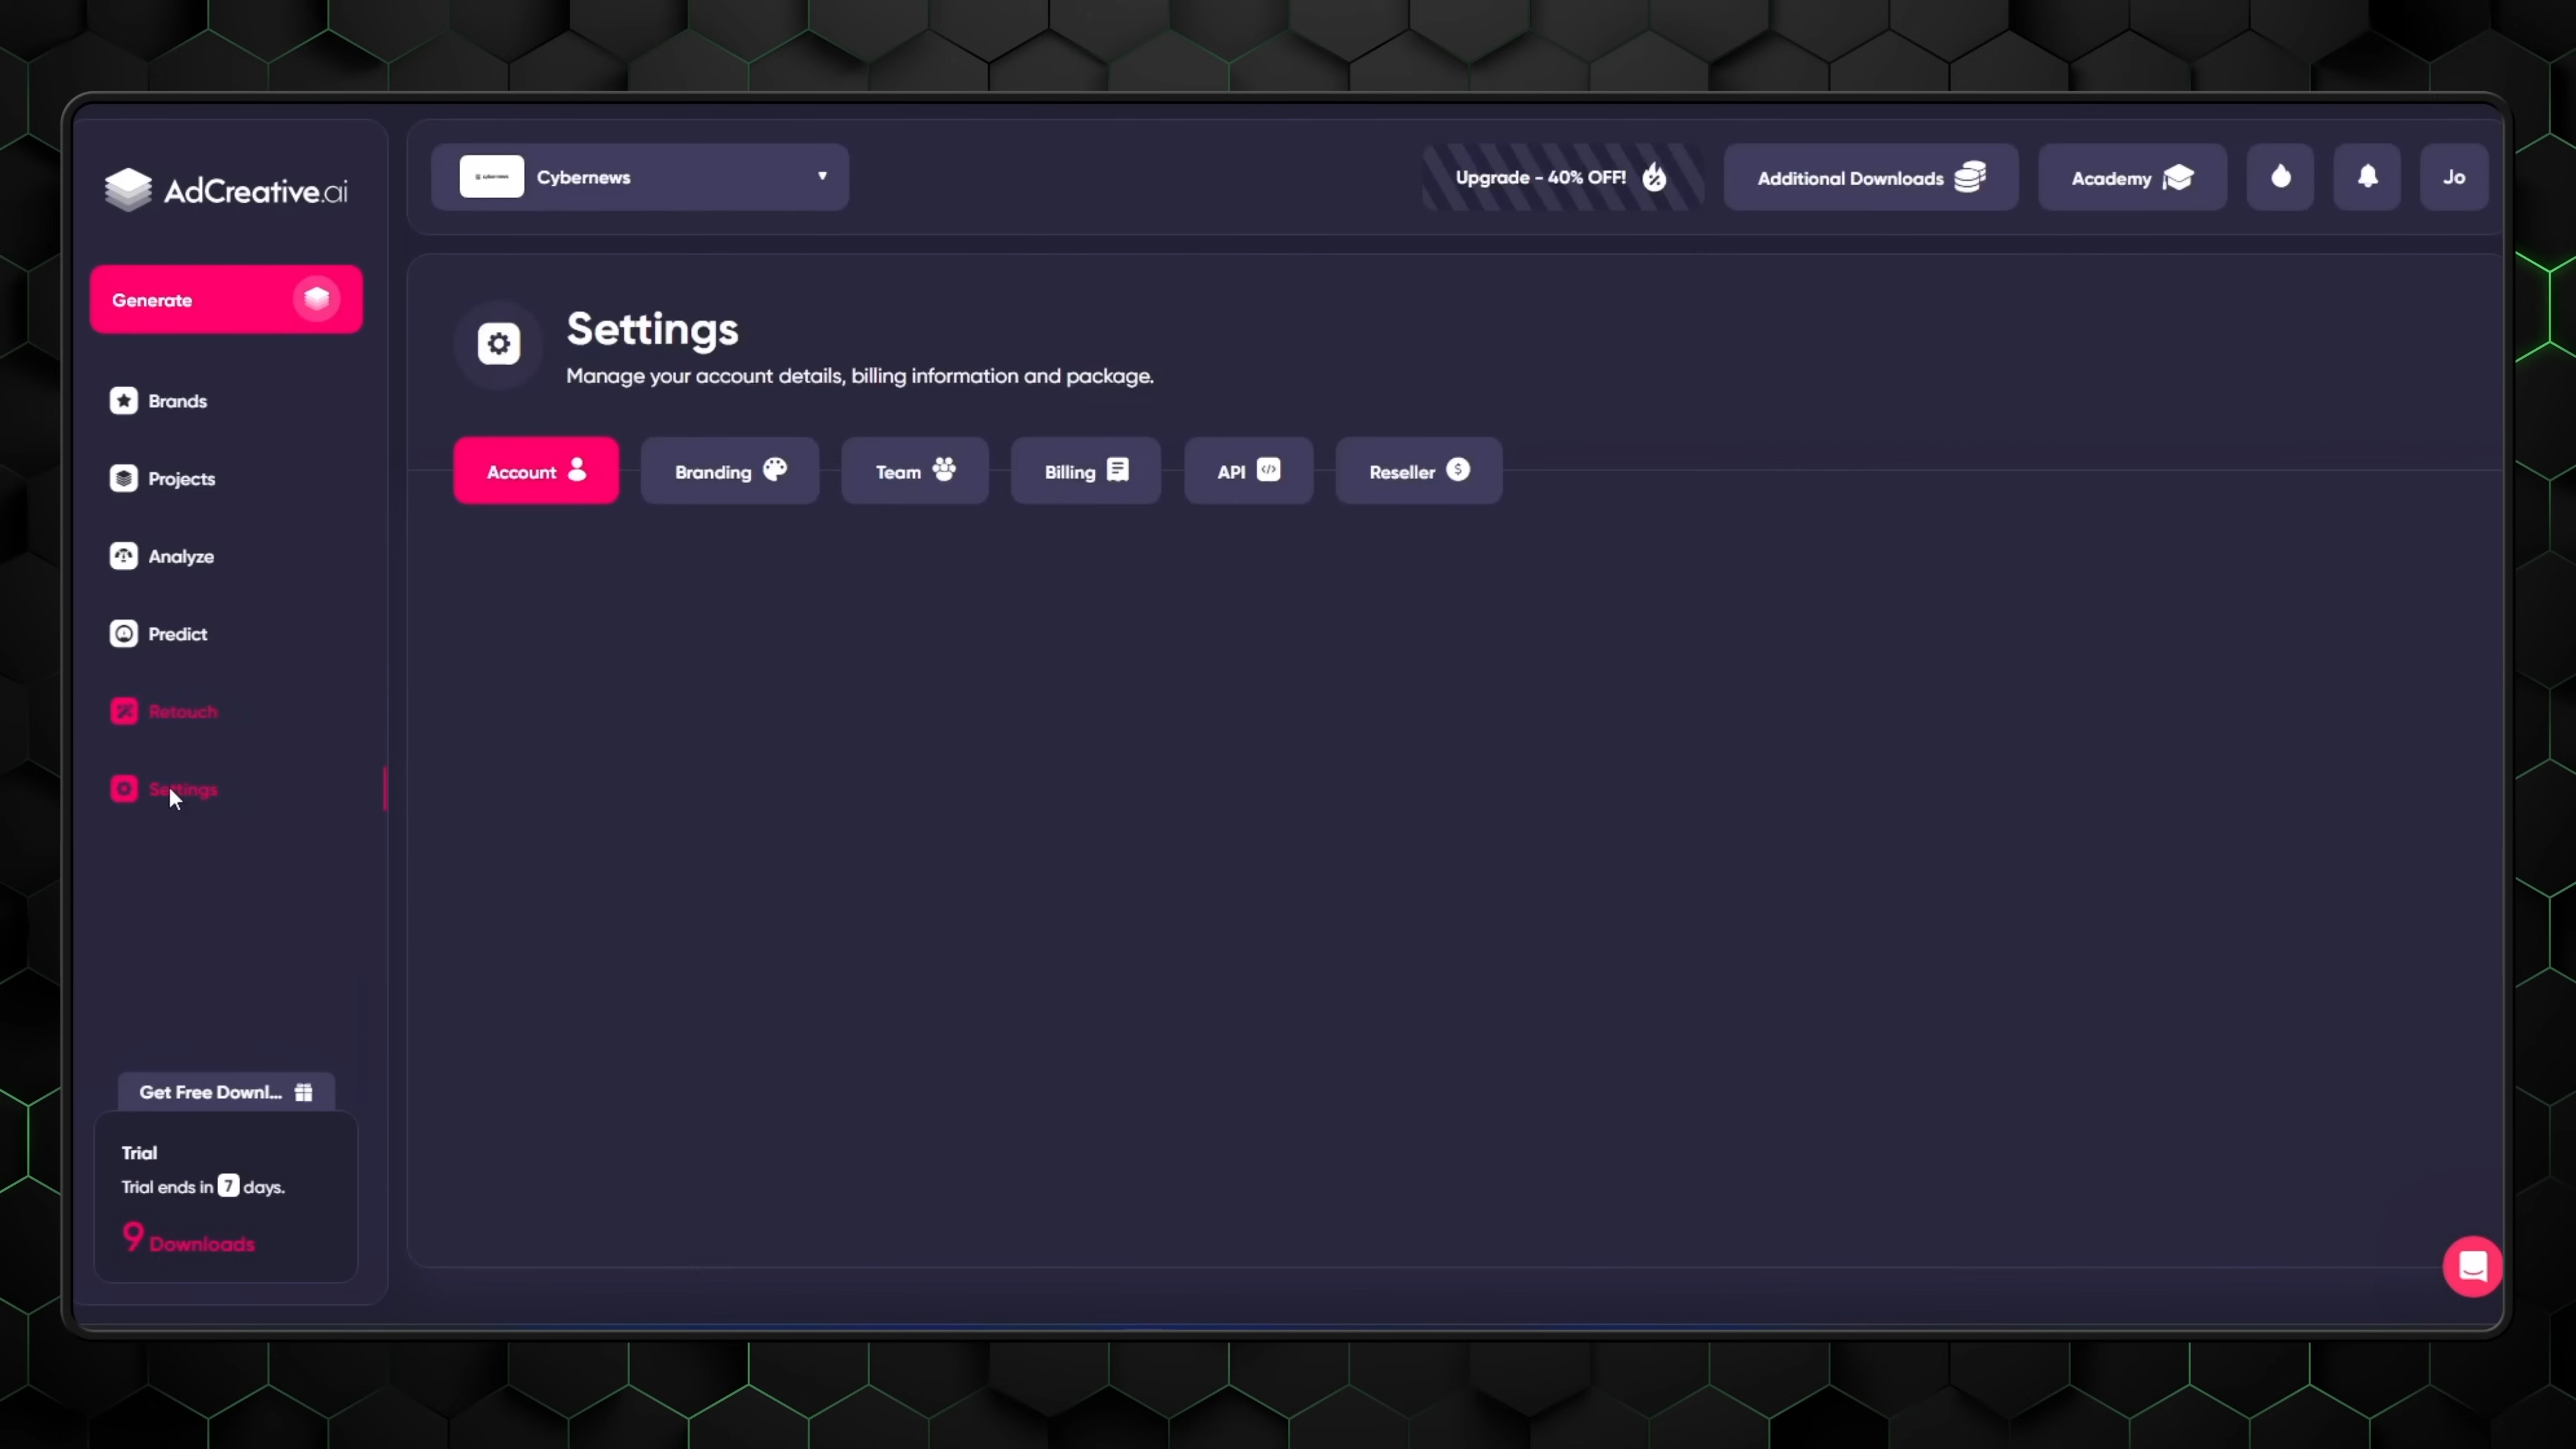 AdCreative.ai
Cybernews
Upgrade - 40% OFF!
Additional Downloads
Academy
Jo
Generate
Brands
Projects
Analyze
Predict
Retouch
Settings
Settings
Manage your account details, billing information and package.
Account
Branding
Team
Billing
API
Reseller
Get Free Downl...
Trial
Trial ends in 7 days.
9 Downloads